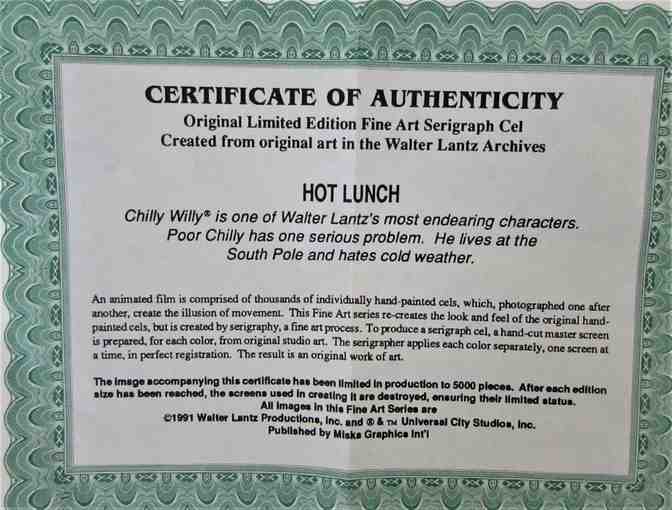 CERTIFICATE OF AUTHENTICITY
Original Limited Edition Fine Art Serigraph Cel
Created from original art in the Walter Lantz Archives
HOT LUNCH
Chilly Willy® is one of Walter Lantz's most endearing characters.
Poor Chilly has one serious problem. He lives at the
South Pole and hates cold weather.
An animated film is comprised of thousands of individually hand-painted cels, which, photographed one after
another, create the illusion of movement. This Fine Art series re-creates the look and feel of the original hand-
painted cels, but is created by serigraphy, a fine art process. To produce a serigraph cel, a hand-cut master screen
is prepared, for each color, from original studio art. The serigrapher applies each color separately, one screen at
a time, in perfect registration. The result is an original work of art.
The image accompanying this certificate has been limited in production to 5000 pieces. After each edition
size has been reached, the screens used in creating it are destroyed, ensuring their limited status.
All images in this Fine Art Series are
©1991 Walter Lantz Productions, Inc. and ® & TM Universal City Studios, Inc.
Published by Miske Graphics Int'l